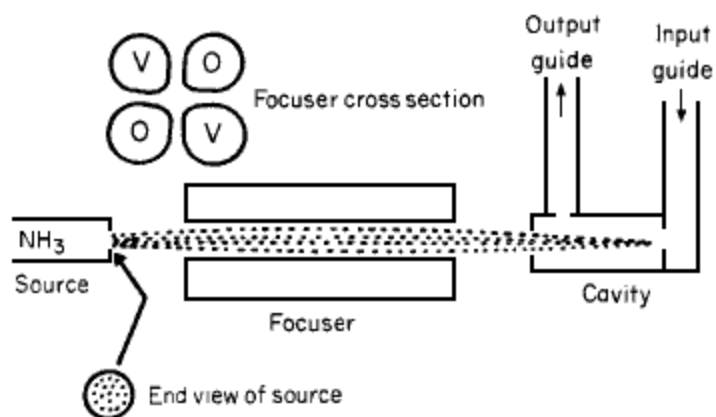 Output
guide
Input
guide
V O
O V
Focuser cross section
NH3
Source
Focuser
Cavity
End view of source